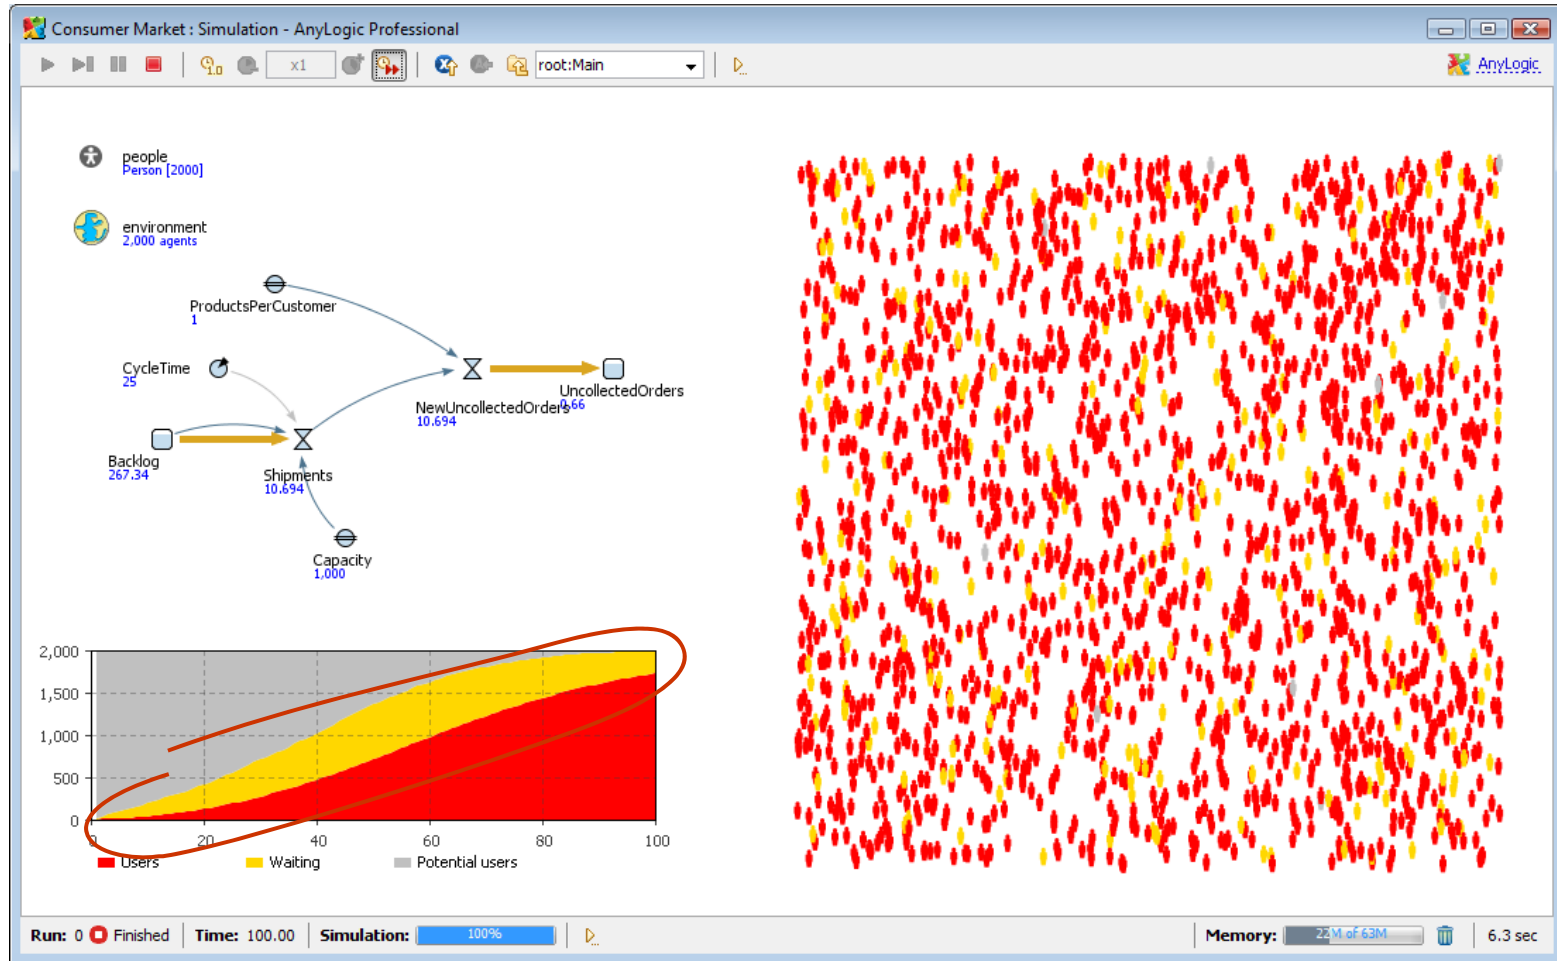 Consumer Market : Simulation - AnyLogic Professional
1.0
x1
root:Main
AnyLogic
people
Person [2000]
environment
2,000 agents
ProductsPerCustomer
1
CycleTime
25
UncollectedOrders
0.66
NewUncollectedOrders
10.694
Backlog
267.34
Shipments
10.694
Capacity
1,000
2,000
1,500
1,000
500
0
0 20 40 60 80 100
Users Waiting Potential users
Run: 0 Finished Time: 100.00 Simulation: 100% Memory: 22M of 63M 6.3 sec